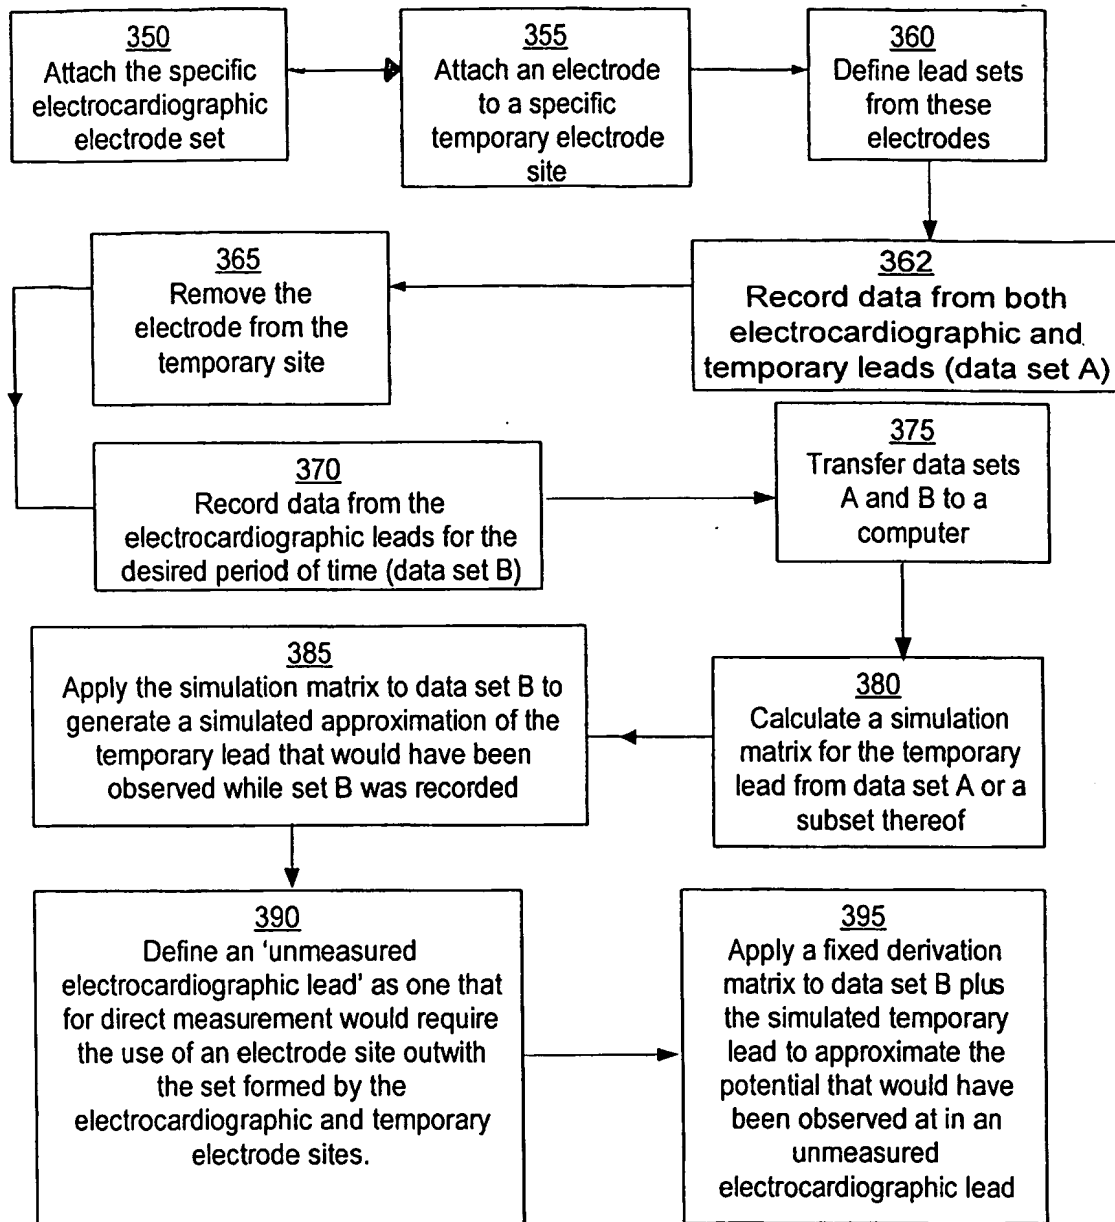 350
Attach the specific
electrocardiographic
electrode set
355
Attach an electrode
to a specific
temporary electrode
site
360
Define lead sets
from these
electrodes
362
Record data from both
electrocardiographic and
temporary leads (data set A)
365
Remove the
electrode from the
temporary site
370
Record data from the
electrocardiographic leads for the
desired period of time (data set B)
375
Transfer data sets
A and B to a
computer
380
Calculate a simulation
matrix for the temporary
lead from data set A or a
subset thereof
385
Apply the simulation matrix to data set B to
generate a simulated approximation of the
temporary lead that would have been
observed while set B was recorded
390
Define an 'unmeasured
electrocardiographic lead' as one that
for direct measurement would require
the use of an electrode site outwith
the set formed by the
electrocardiographic and temporary
electrode sites.
395
Apply a fixed derivation
matrix to data set B plus
the simulated temporary
lead to approximate the
potential that would have
been observed at in an
unmeasured
electrocardiographic lead